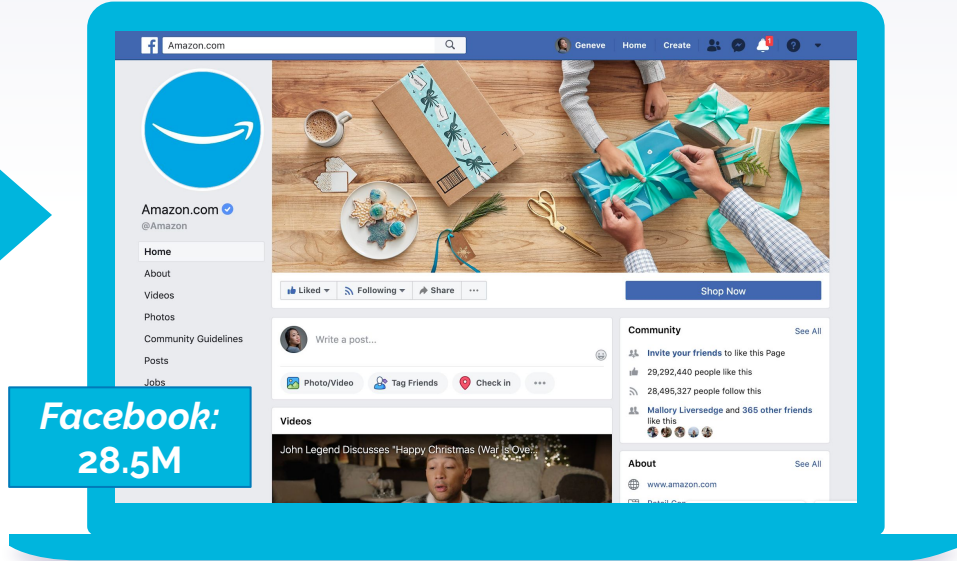 Amazon.com
Geneve Home Create 1
Amazon.com
@Amazon
Home
About
Videos
Photos
Community Guidelines
Posts
Jobs
Facebook:
28.5M
Liked Following Share ...
Shop Now
Write a post...
Photo/Video Tag Friends Check in ...
Videos
John Legend Discusses "Happy Christmas (War Is Ove...
Community See All
Invite your friends to like this Page
29,292,440 people like this
28,495,327 people follow this
Mallory Liversedge and 365 other friends
like this
About See All
www.amazon.com